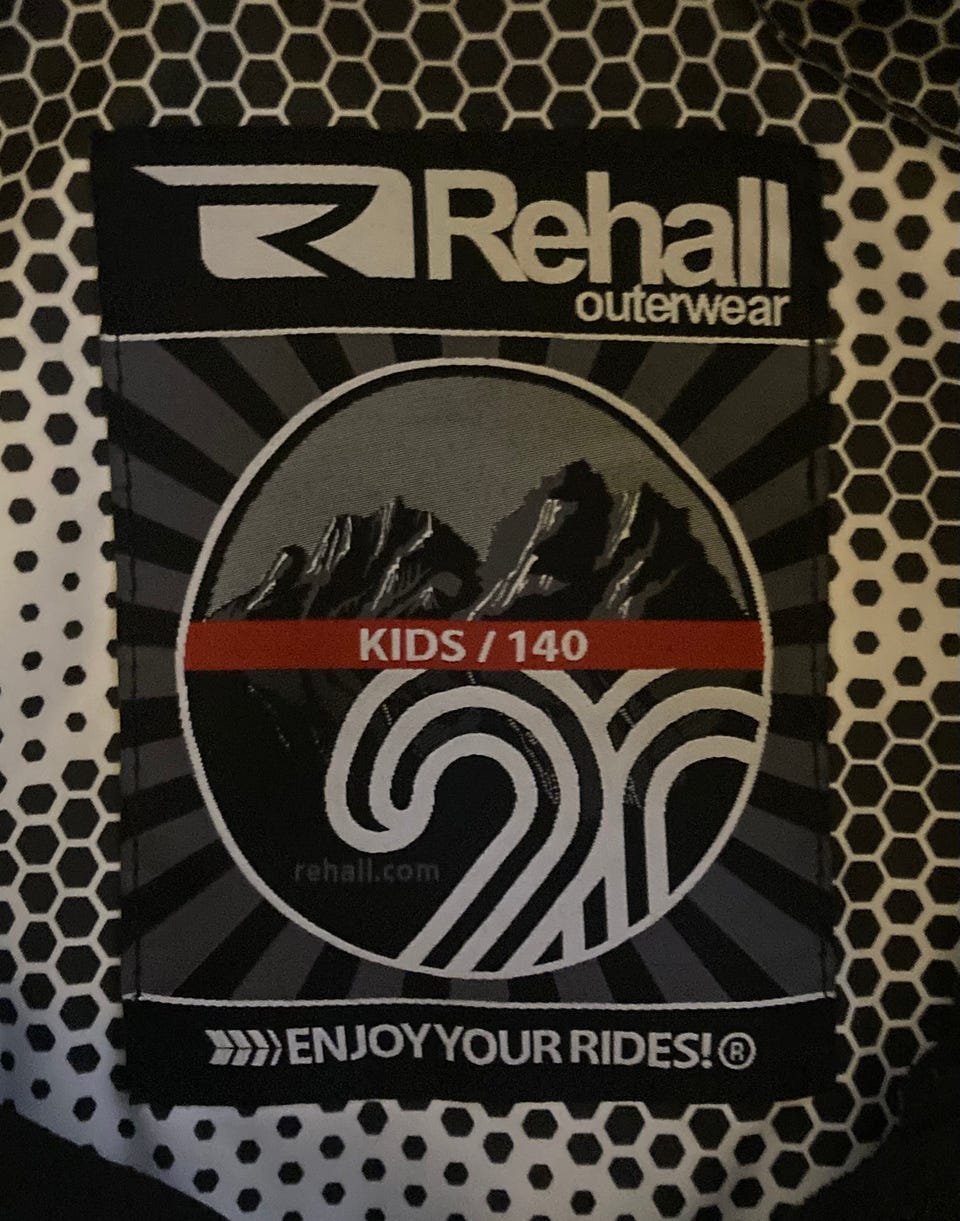 Rehall
outerwear
KIDS / 140
rehall.com
ENJOY YOUR RIDES!®